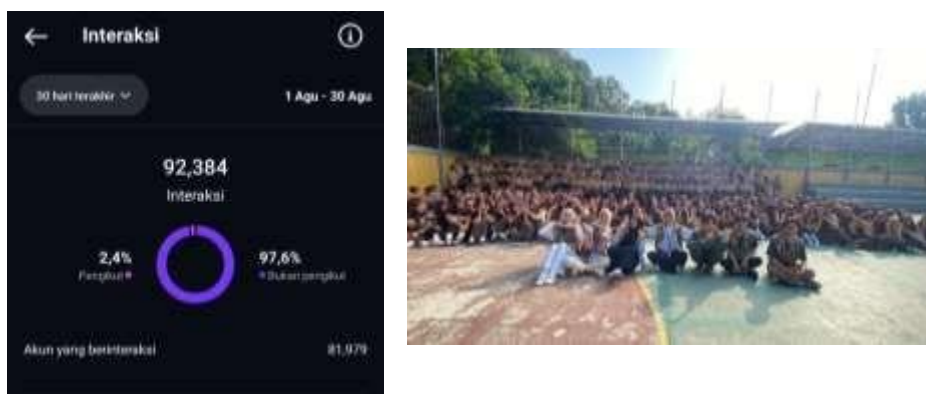 Interaksi
30 hari terakhir
1 Agu - 30 Agu
92,384
Interaksi
2,4%
Pengikut
97,6%
Bukan pengikut
Akun yang berinteraksi
81,979